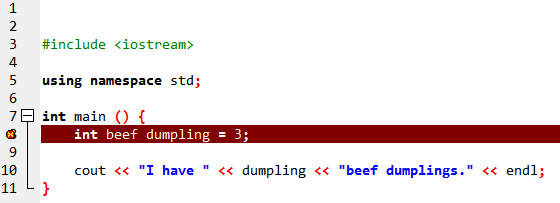 1
2
3 #include <iostream>
4
5 using namespace std;
6
7 int main () {
int beef dumpling = 3;
9
10 cout << "I have " << dumpling << "beef dumplings." << endl;
11 }